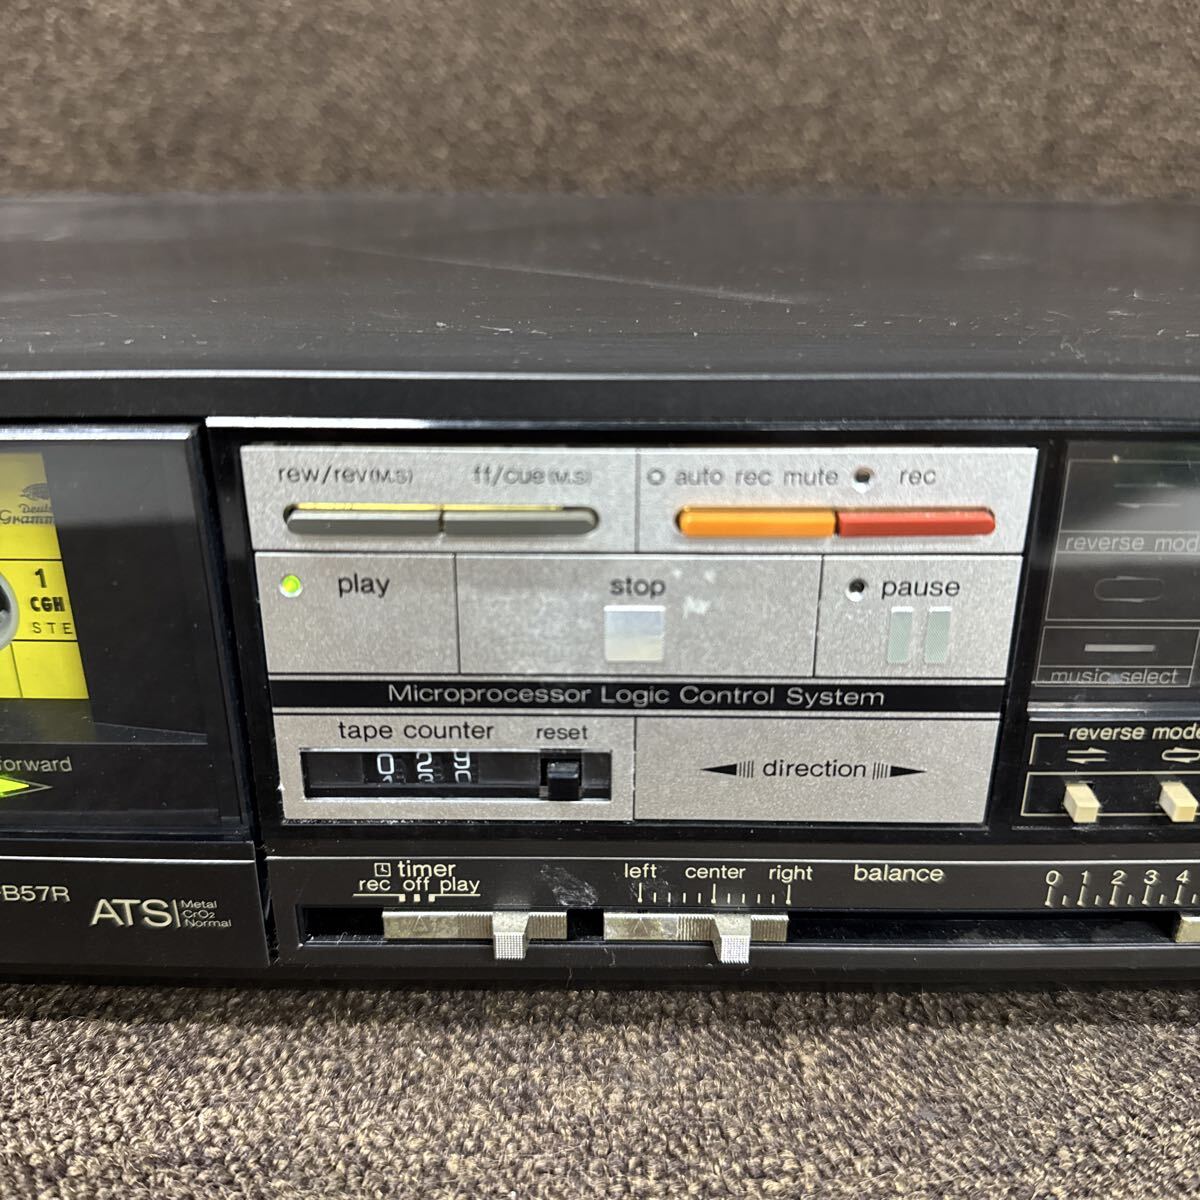 rew/rev(M.S) ff/cue(M.S) auto rec mute rec
play stop pause
Microprocessor Logic Control System
tape counter reset
029
direction
1
CGH
STE
forward
B57R
ATS
Metal
CrO2
Normal
timer
rec off play
left center right balance
0 1 2 3 4
reverse mod
music select
reverse mode